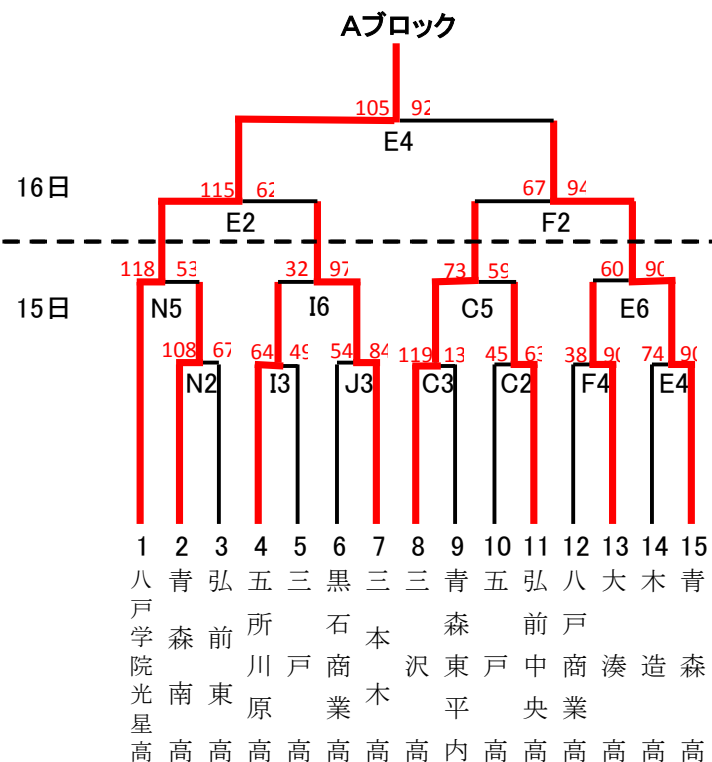 Aブロック
105 92
E4
16日
115 62
67 94
E2
F2
15日
118 53
32 97
73 59
60 90
N5
I6
C5
E6
108 67
64 49
54 84
119 13
45 63
38 90
74 90
N2
I3
J3
C3
C2
F4
E4
1 2 3 4 5 6 7 8 9 10 11 12 13 14 15
八戸学院光星高
青森南高
弘前東高
五所川原高
三戸高
黒石商業高
三本木高
三沢高
青森東平内
五戸高
弘前中央高
八戸商業高
大湊高
木造高
青森高